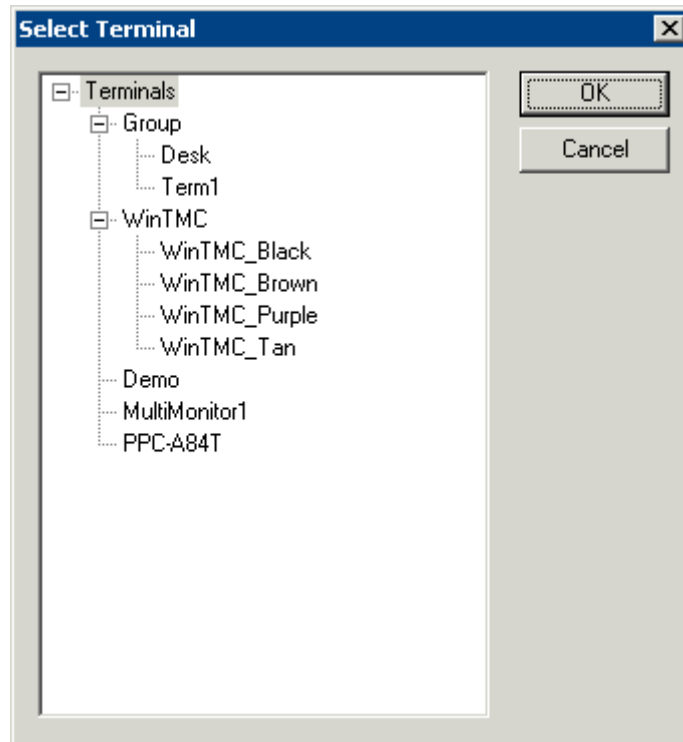 Select Terminal
Terminals
Group
Desk
Term1
WinTMC
WinTMC_Black
WinTMC_Brown
WinTMC_Purple
WinTMC_Tan
Demo
MultiMonitor1
PPC-A84T
OK
Cancel